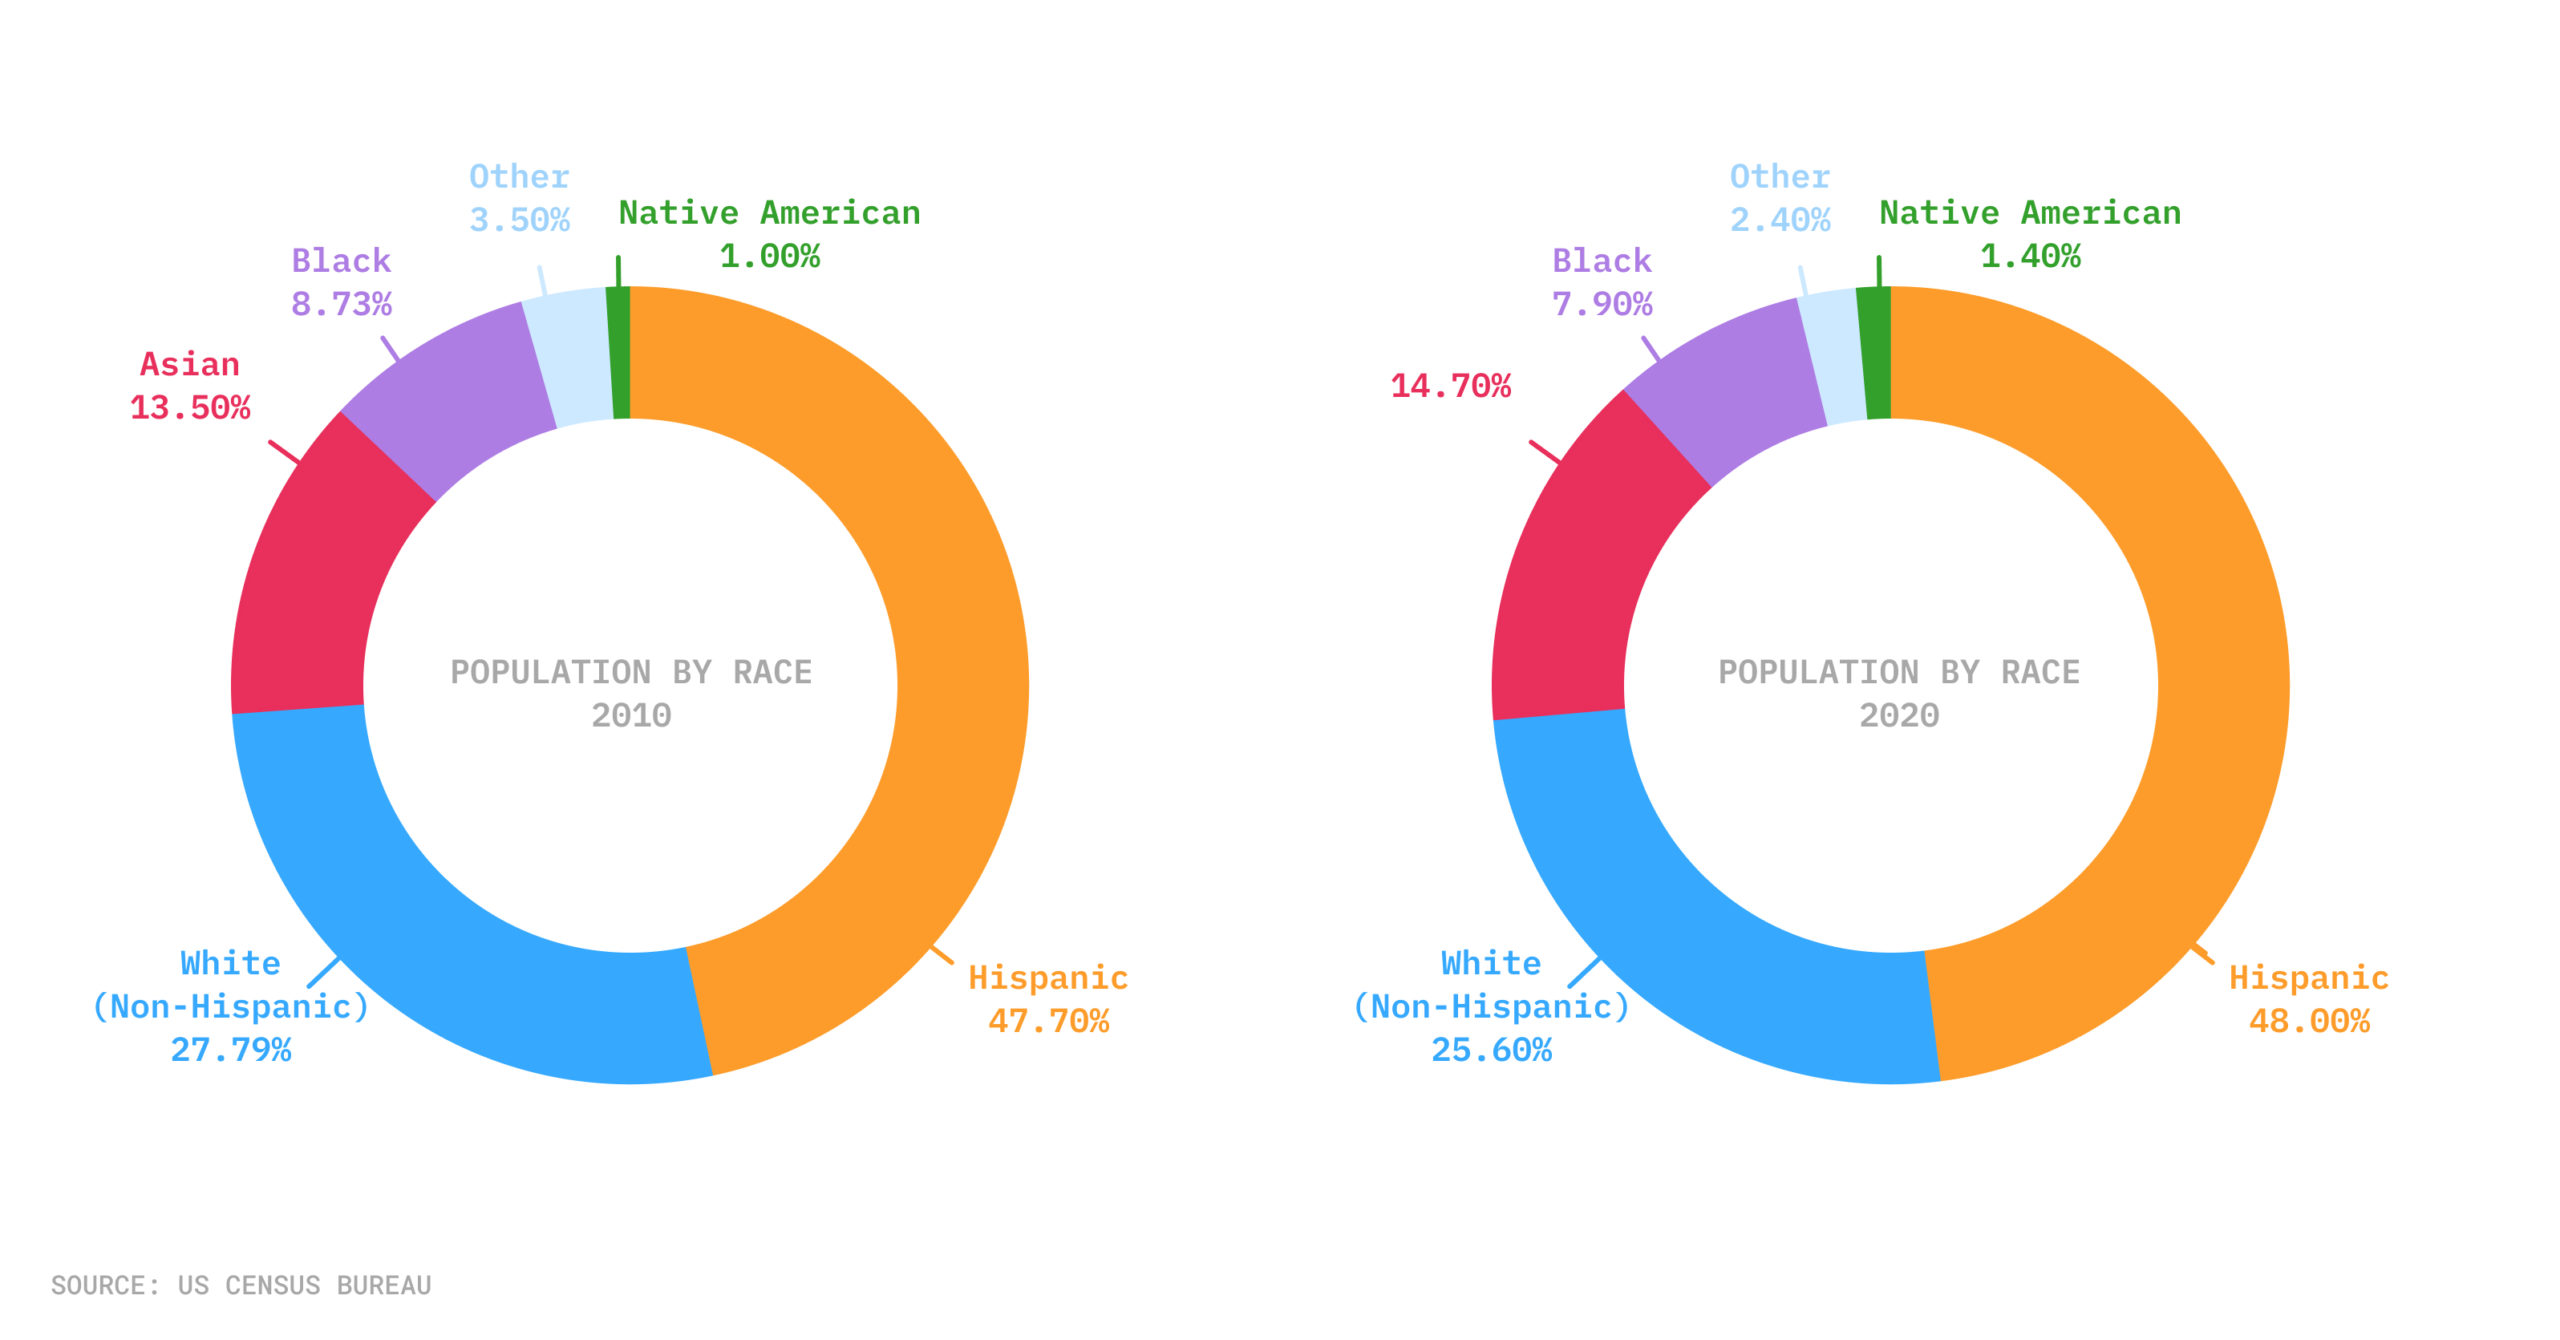 Other
3.50%
Native American
1.00%
Black
8.73%
Asian
13.50%
POPULATION BY RACE
2010
White
(Non-Hispanic)
27.79%
Hispanic
47.70%
Other
2.40%
Native American
1.40%
Black
7.90%
14.70%
POPULATION BY RACE
2020
White
(Non-Hispanic)
25.60%
Hispanic
48.00%
SOURCE: US CENSUS BUREAU